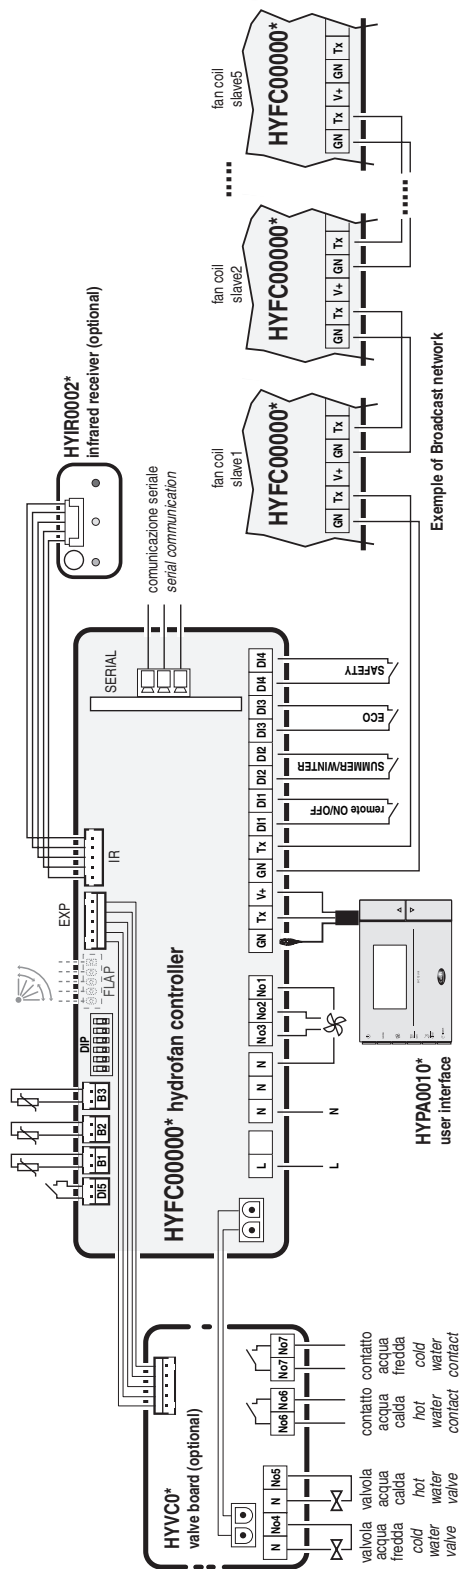 fan coil
slave5
HYFC00000*
GN Tx V+ GN Tx
fan coil
slave2
HYFC00000*
GN Tx V+ GN Tx
fan coil
slave1
HYFC00000*
GN Tx V+ GN Tx
Exemple of Broadcast network
HYIR0002*
infrared receiver (optional)
comunicazione seriale
serial communication
SERIAL
IR
EXP
FLAP
DIP
B3
B2
B1
DI5
HYFC00000* hydrofan controller
L
N N N
No3 No2 No1
GN Tx V+ GN Tx DI1 DI1 DI2 DI2 DI3 DI3 DI4 DI4
L
N
remote ON/OFF
SUMMER/WINTER
ECO
SAFETY
HYPA0010*
user interface
HYVC0*
valve board (optional)
N No4 N No5
No6 No6
No7 No7
valvola
acqua
fredda
cold
water
valve
valvola
acqua
calda
hot
water
valve
contatto
acqua
calda
hot
water
contact
contatto
acqua
fredda
cold
water
contact